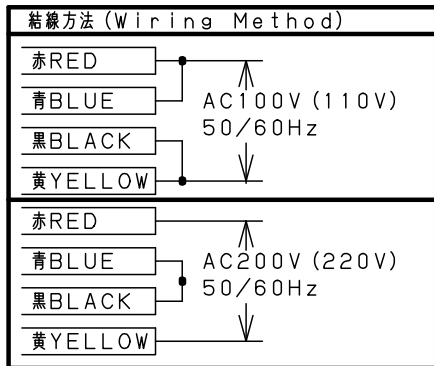 結線方法(Wiring Method)
赤RED
青BLUE
AC100V(110V)
50/60Hz
黒BLACK
黄YELLOW
赤RED
青BLUE
AC200V(220V)
50/60Hz
黒BLACK
黄YELLOW